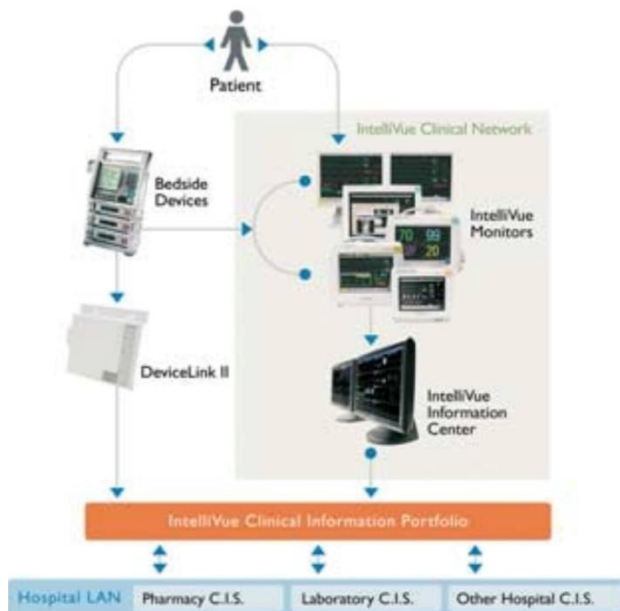 Patient
IntelliVue Clinical Network
Bedside
Devices
IntelliVue
Monitors
70 99
20
DeviceLink II
IntelliVue
Information
Center
IntelliVue Clinical Information Portfolio
Hospital LAN Pharmacy C.I.S. Laboratory C.I.S. Other Hospital C.I.S.